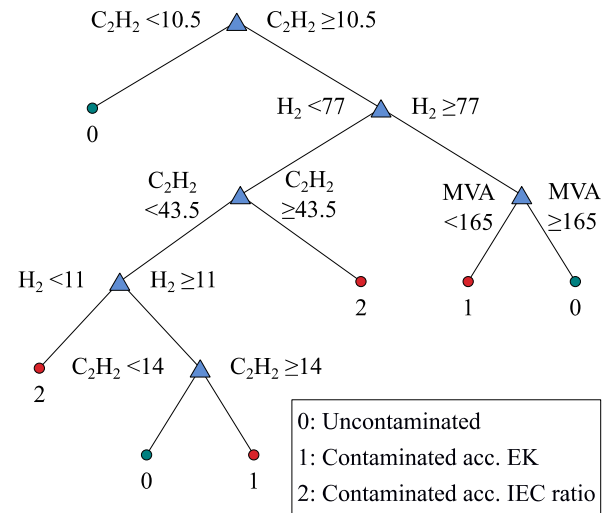 C₂H₂ <10.5 C₂H₂ ≥10.5
0
H₂ <77 H₂ ≥77
C₂H₂ <43.5
C₂H₂ ≥43.5
MVA <165
MVA ≥165
H₂ <11 H₂ ≥11
2
1
0
2
C₂H₂ <14 C₂H₂ ≥14
0
1
0: Uncontaminated
1: Contaminated acc. EK
2: Contaminated acc. IEC ratio